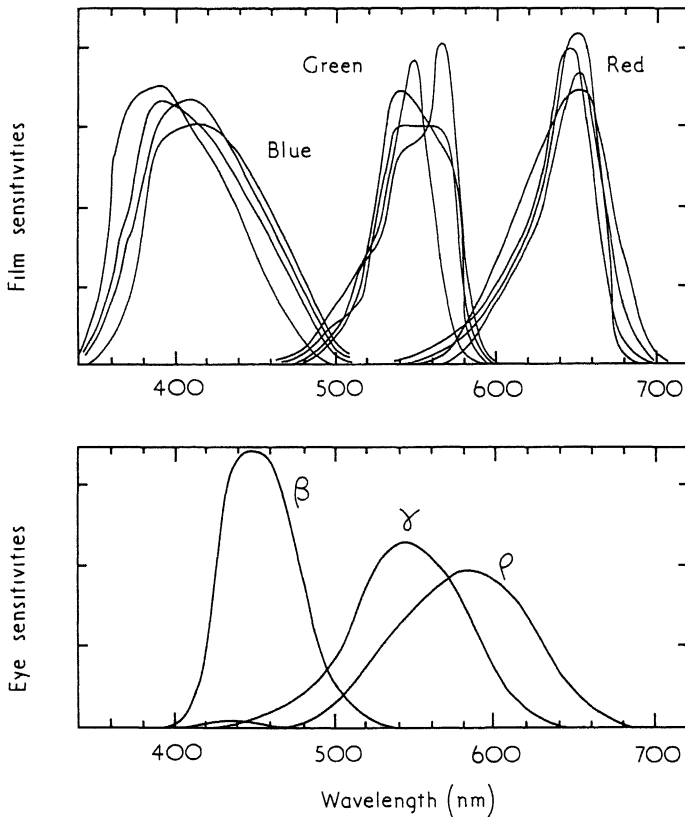 Film sensitivities
Green
Red
Blue
400 500 600 700
Eye sensitivities
β
γ
ρ
400 500 600 700
Wavelength (nm)